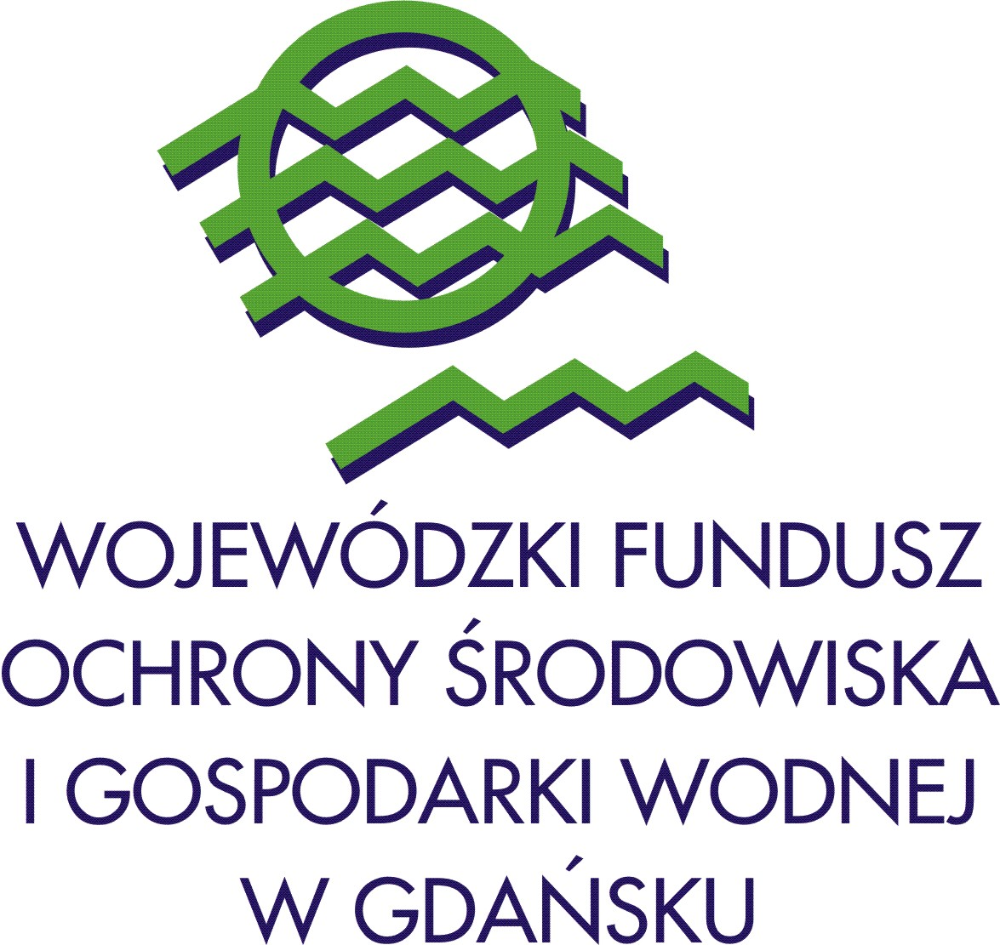 WOJEWÓDZKI FUNDUSZ
OCHRONY ŚRODOWISKA
I GOSPODARKI WODNEJ
W GDAŃSKU